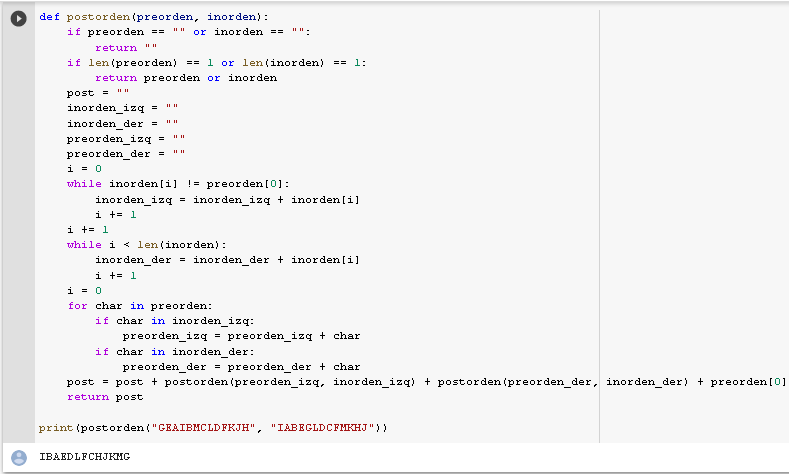 def postorden(preorden, inorden):
    if preorden == "" or inorden == "":
        return ""
    if len(preorden) == 1 or len(inorden) == 1:
        return preorden or inorden
    post = ""
    inorden_izq = ""
    inorden_der = ""
    preorden_izq = ""
    preorden_der = ""
    i = 0
    while inorden[i] != preorden[0]:
        inorden_izq = inorden_izq + inorden[i]
        i += 1
    i += 1
    while i < len(inorden):
        inorden_der = inorden_der + inorden[i]
        i += 1
    i = 0
    for char in preorden:
        if char in inorden_izq:
            preorden_izq = preorden_izq + char
        if char in inorden_der:
            preorden_der = preorden_der + char
    post = post + postorden(preorden_izq, inorden_izq) + postorden(preorden_der, inorden_der) + preorden[0]
    return post

print(postorden("GEAIBMCLDFKJH", "IABEGLDCFMKHJ"))
IBAEDLFCHJKMG